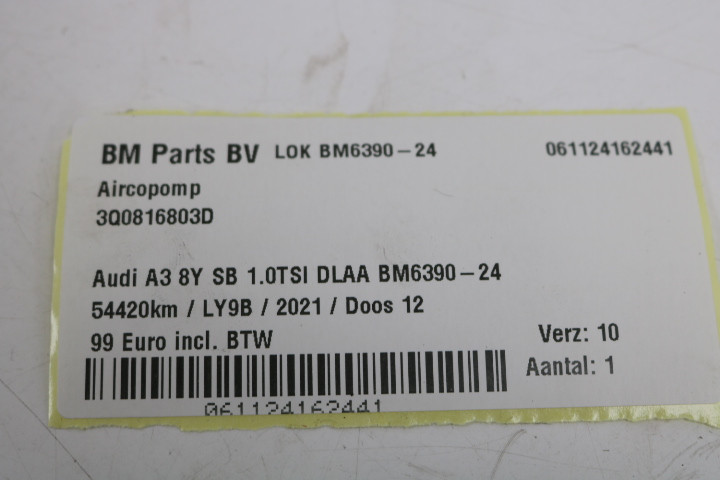 BM Parts BV LOK BM6390-24 061124162441
Aircopomp
3Q0816803D
Audi A3 8Y SB 1.0TSI DLAA BM6390-24
54420km / LY9B / 2021 / Doos 12
99 Euro incl. BTW Verz: 10
Aantal: 1
061124162441